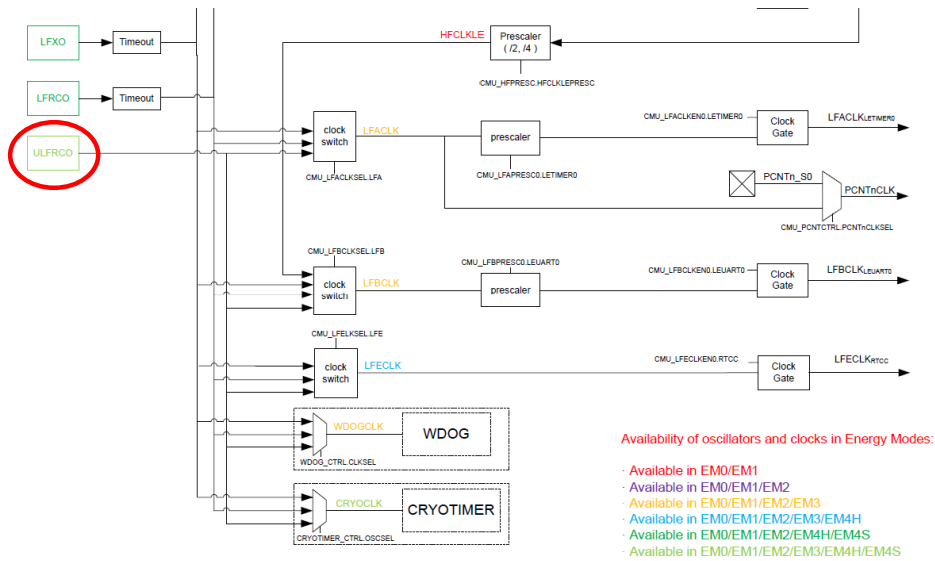 HFCLKLE
Prescaler
( /2, /4 )
LFXO
Timeout
CMU_HFPRESC.HFCLKLEPRESC
LFRCO
Timeout
CMU_LFACLKEN0.LETIMER0
Clock
Gate
LFACLKLETIMER0
ULFRCO
clock
switch
LFACLK
prescaler
CMU_LFACLKSEL.LFA
CMU_LFAPRESC0.LETIMER0
PCNTn_S0
PCNTnCLK
CMU_PCNTCTRL.PCNTnCLKSEL
CMU_LFBCLKSEL.LFB
CMU_LFBPRESC0.LEUART0
CMU_LFBCLKEN0.LEUART0
clock
switch
LFBCLK
prescaler
Clock
Gate
LFBCLKLEUART0
CMU_LFELKSEL.LFE
clock
switch
LFECLK
CMU_LFECLKEN0.RTCC
Clock
Gate
LFECLKRTCC
WDOGCLK
WDOG
WDOG_CTRL.CLKSEL
CRYOCLK
CRYOTIMER
CRYOTIMER_CTRL.OSCSEL
Availability of oscillators and clocks in Energy Modes:
· Available in EM0/EM1
· Available in EM0/EM1/EM2
· Available in EM0/EM1/EM2/EM3
· Available in EM0/EM1/EM2/EM3/EM4H
· Available in EM0/EM1/EM2/EM4H/EM4S
· Available in EM0/EM1/EM2/EM3/EM4H/EM4S